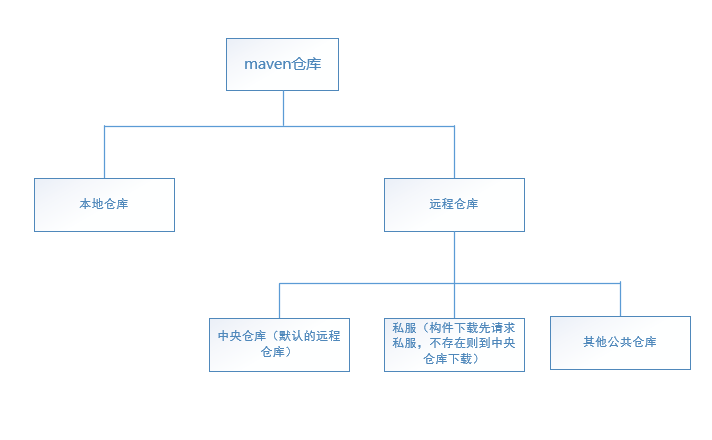 maven仓库
本地仓库
远程仓库
中央仓库（默认的远程
仓库）
私服（构件下载先请求
私服，不存在则到中央
仓库下载）
其他公共仓库